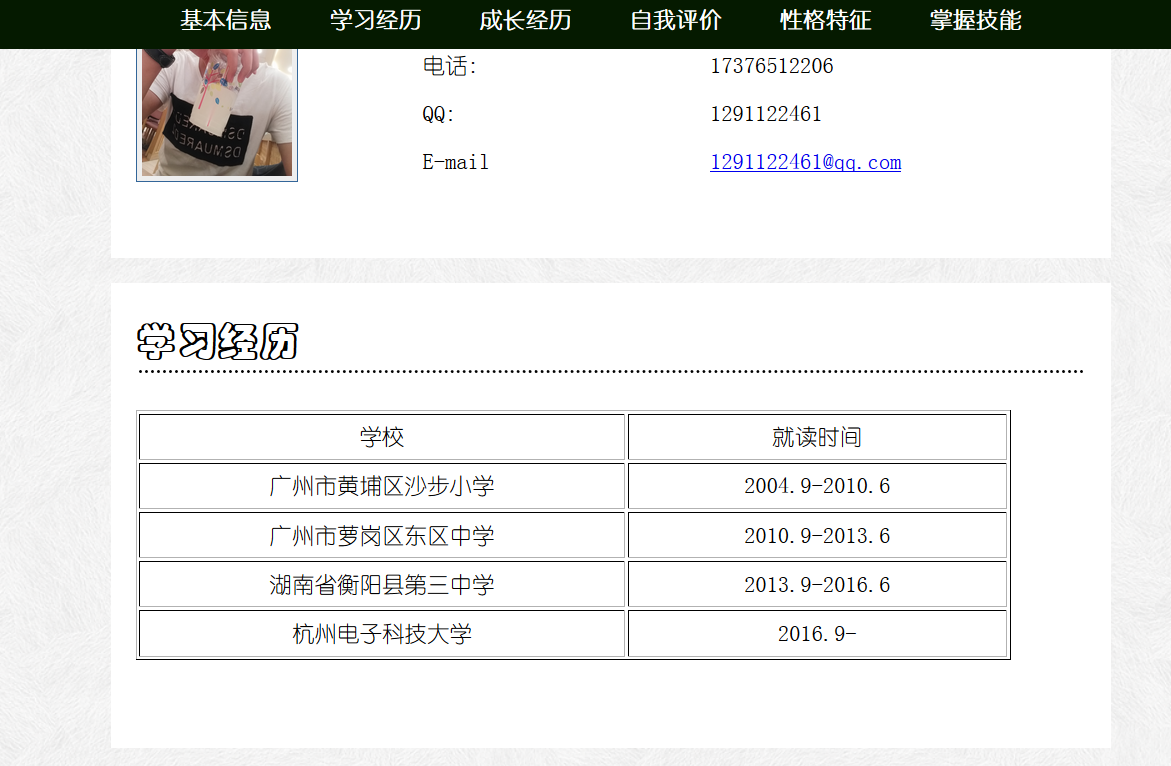 基本信息 学习经历 成长经历 自我评价 性格特征 掌握技能
电话: 17376512206
QQ: 1291122461
E-mail 1291122461@qq.com
学习经历
学校 就读时间
广州市黄埔区沙步小学 2004.9-2010.6
广州市萝岗区东区中学 2010.9-2013.6
湖南省衡阳县第三中学 2013.9-2016.6
杭州电子科技大学 2016.9-